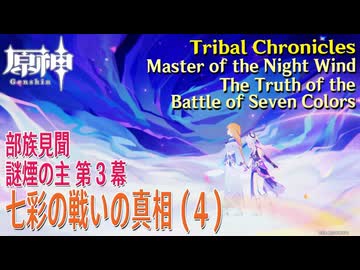 原神
Genshin
Tribal Chronicles
Master of the Night Wind
The Truth of the
Battle of Seven Colors
部族見聞
謎煙の主 第3幕
七彩の戦いの真相(4)